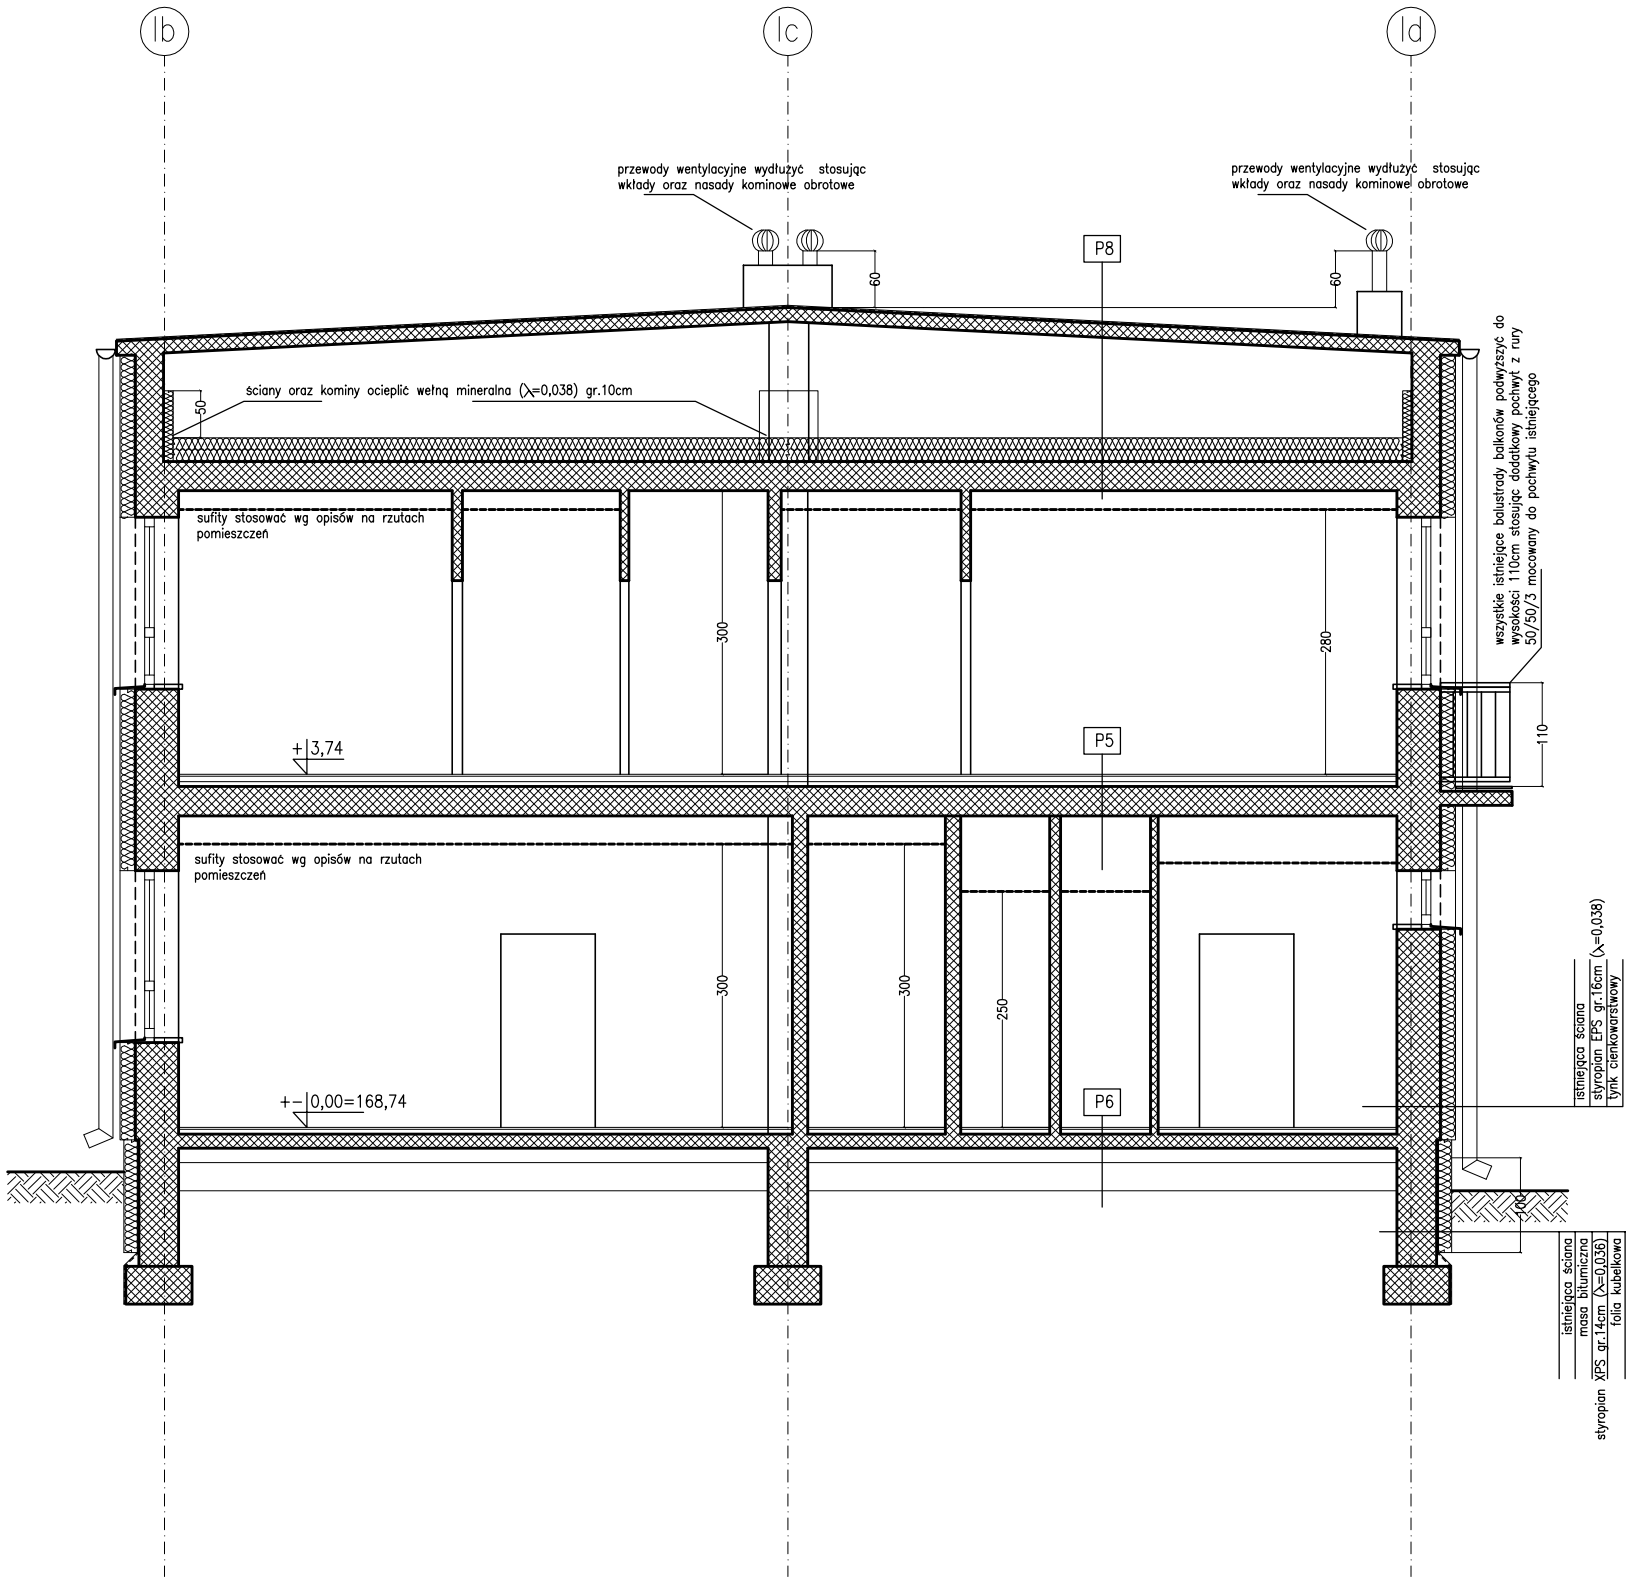 Ib
Ic
Id
przewody wentylacyjne wydłużyć stosując
wkłady oraz nasady kominowe obrotowe
przewody wentylacyjne wydłużyć stosując
wkłady oraz nasady kominowe obrotowe
P8
60
60
50
ściany oraz kominy ocieplić wełną mineralna (λ=0,038) gr.10cm
wszystkie istniejące balustrady balkonów podwyższyć do
wysokości 110cm stosując dodatkowy pochwyt z rury
50/50/3 mocowany do pochwytu istniejącego
sufity stosować wg opisów na rzutach
pomieszczeń
300
280
110
+3,74
P5
sufity stosować wg opisów na rzutach
pomieszczeń
300
300
250
+-0,00=168,74
P6
istniejąca ściana
styropian EPS gr.16cm (λ=0,038)
tynk cienkowarstwowy
100
istniejąca ściana
masa bitumiczna
styropian XPS gr.14cm (λ=0,036)
folia kubełkowa